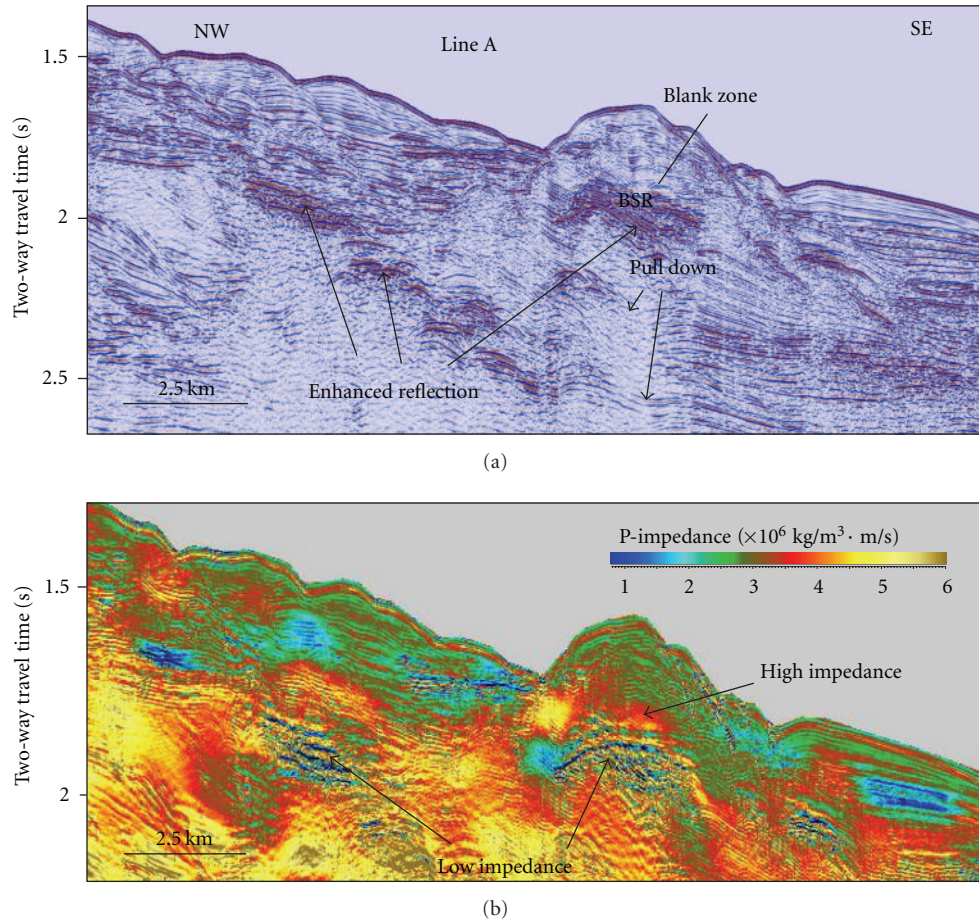 NW
Line A
SE
1.5
Blank zone
2
BSR
Pull down
Two-way travel time (s)
2.5
2.5 km
Enhanced reflection
(a)
P-impedance (×10⁶ kg/m³ · m/s)
1 2 3 4 5 6
1.5
High impedance
Two-way travel time (s)
2
2.5 km
Low impedance
(b)